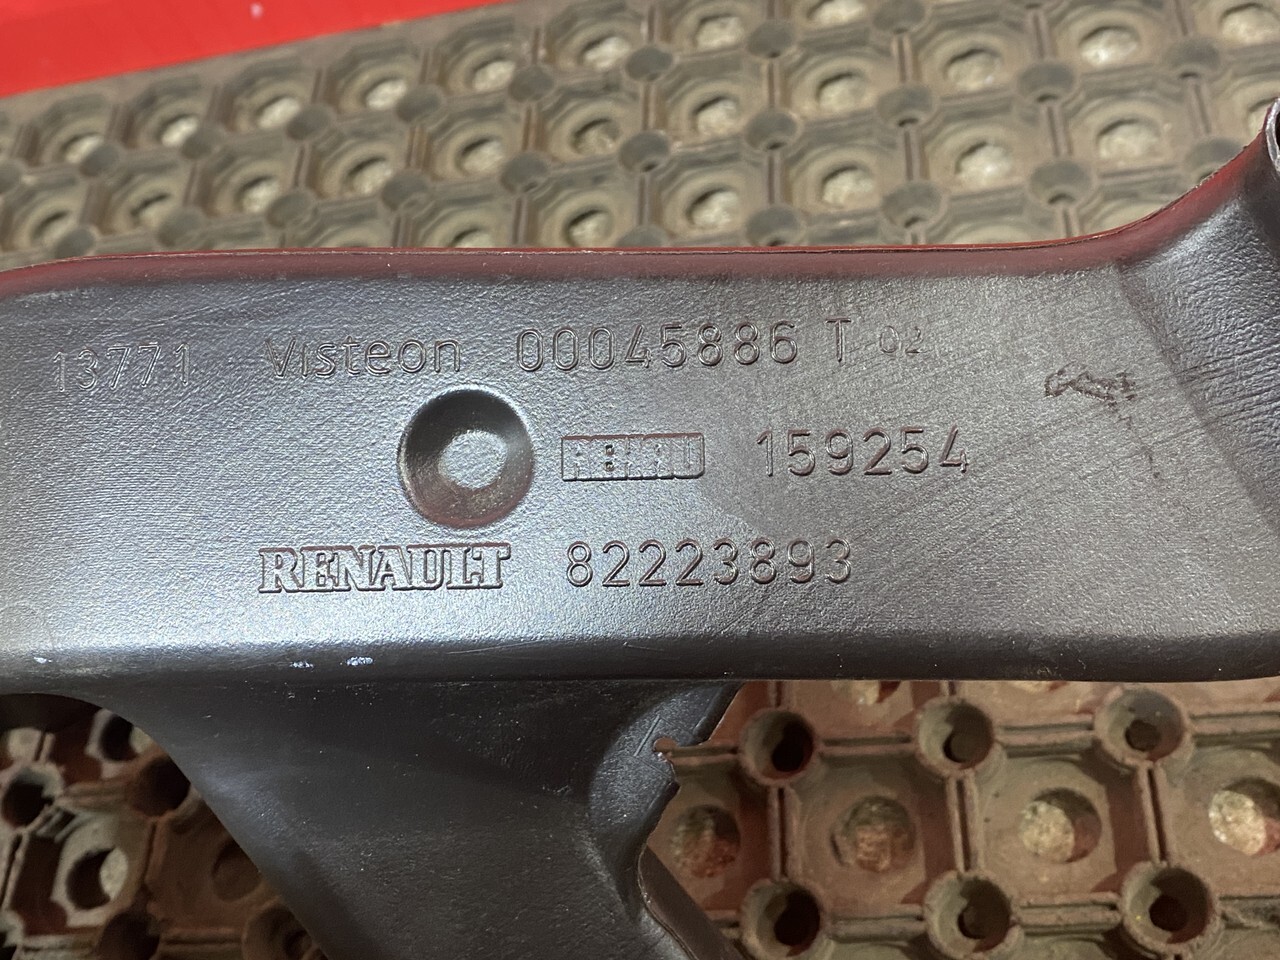 13771 Visteon 00045886 T 02
REHAU 159254
RENAULT 82223893